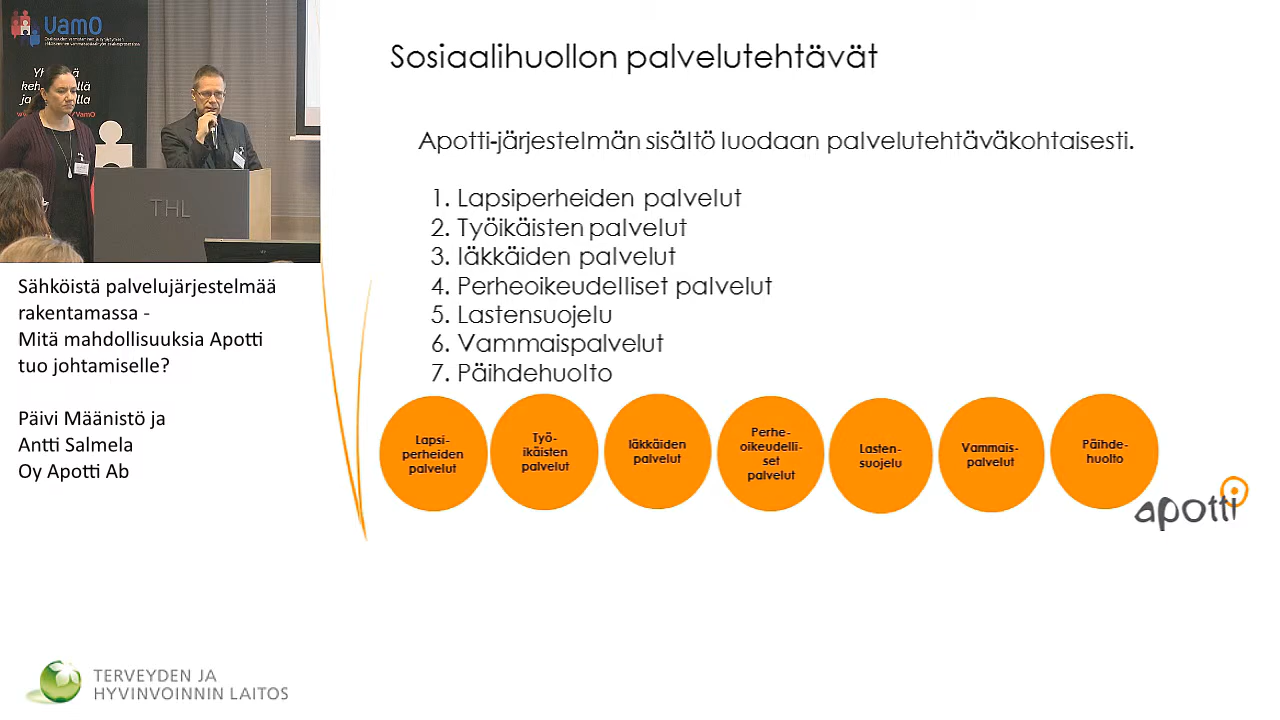 VamO
Yhdessä
kehittämällä
ja
THL
Sähköistä palvelujärjestelmää
rakentamassa -
Mitä mahdollisuuksia Apotti
tuo johtamiselle?
Päivi Määnistö ja
Antti Salmela
Oy Apotti Ab
Sosiaalihuollon palvelutehtävät
Apotti-järjestelmän sisältö luodaan palvelutehtäväkohtaisesti.
1. Lapsiperheiden palvelut
2. Työikäisten palvelut
3. Iäkkäiden palvelut
4. Perheoikeudelliset palvelut
5. Lastensuojelu
6. Vammaispalvelut
7. Päihdehuolto
Lapsi-
perheiden
palvelut
Työ-
ikäisten
palvelut
Iäkkäiden
palvelut
Perhe-
oikeudelli-
set
palvelut
Lasten-
suojelu
Vammais-
palvelut
Päihde-
huolto
apotti
TERVEYDEN JA
HYVINVOINNIN LAITOS